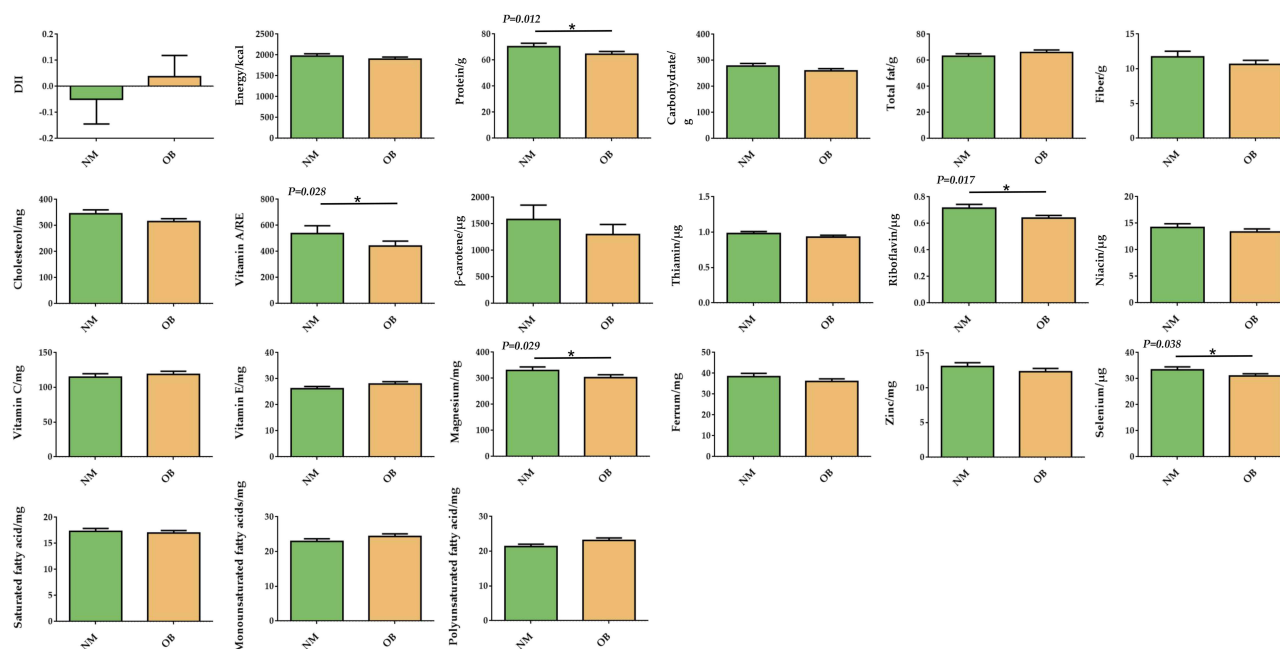 DII
0.2
0.1
0.0
-0.1
-0.2
NM
OB
Energy/kcal
2500
2000
1500
1000
500
0
NM
OB
P=0.012
*
Protein/g
80
60
40
20
0
NM
OB
Carbohydrate/
g
400
300
200
100
0
NM
OB
Total fat/g
80
60
40
20
0
NM
OB
Fiber/g
15
10
5
0
NM
OB
Cholesterol/mg
400
300
200
100
0
NM
OB
P=0.028
*
Vitamin A/RE
800
600
400
200
0
NM
OB
β-carotene/μg
2000
1500
1000
500
0
NM
OB
Thiamin/μg
1.5
1.0
0.5
0.0
NM
OB
P=0.017
*
Riboflavin/μg
0.8
0.6
0.4
0.2
0.0
NM
OB
Niacin/μg
20
15
10
5
0
NM
OB
Vitamin C/mg
150
100
50
0
NM
OB
Vitamin E/mg
40
30
20
10
0
NM
OB
P=0.029
*
Magnesium/mg
400
300
200
100
0
NM
OB
Ferrum/mg
50
40
30
20
10
0
NM
OB
Zinc/mg
15
10
5
0
NM
OB
P=0.038
*
Selenium/μg
40
30
20
10
0
NM
OB
Saturated fatty acid/mg
20
15
10
5
0
NM
OB
Monounsaturated fatty acids/mg
30
20
10
0
NM
OB
Polyunsaturated fatty acid/mg
30
20
10
0
NM
OB